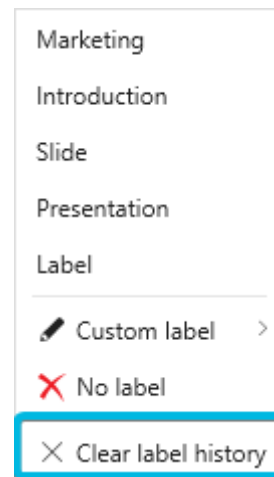 Marketing
Introduction
Slide
Presentation
Label
Custom label
No label
Clear label history